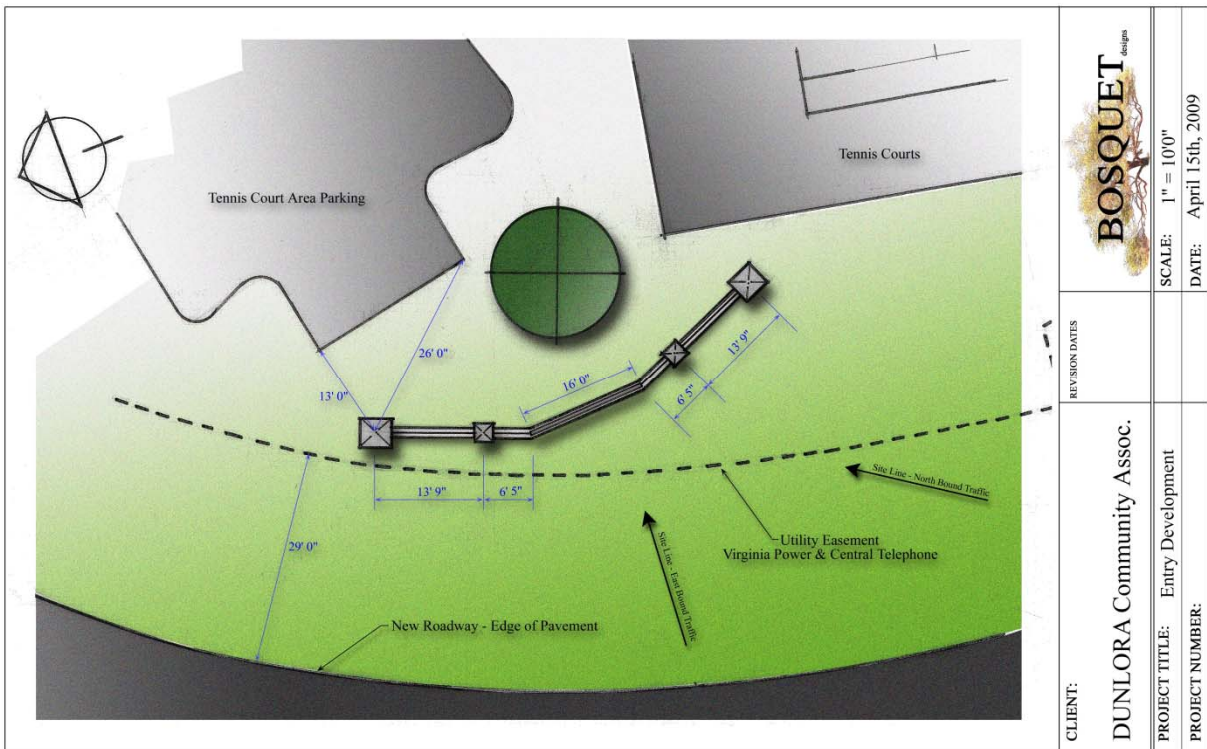 Tennis Court Area Parking
Tennis Courts
26' 0"
13' 0"
16' 0"
13' 9"
6' 5"
13' 9"
6' 5"
29' 0"
Site Line - North Bound Traffic
Site Line - East Bound Traffic
Utility Easement
Virginia Power & Central Telephone
New Roadway - Edge of Pavement
BOSQUET
designs
SCALE: 1" = 10'0"
DATE: April 15th, 2009
REVISION DATES
CLIENT:
DUNLORA Community Assoc.
PROJECT TITLE: Entry Development
PROJECT NUMBER: